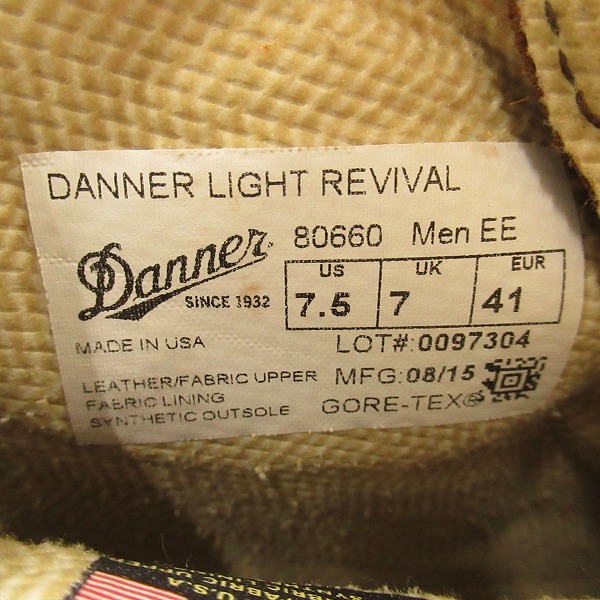 DANNER LIGHT REVIVAL
Danner
SINCE 1932
80660 Men EE
US UK EUR
7.5 7 41
MADE IN USA
LOT#:0097304
LEATHER/FABRIC UPPER
FABRIC LINING
SYNTHETIC OUTSOLE
MFG:08/15
GORE-TEX®
U.S.A